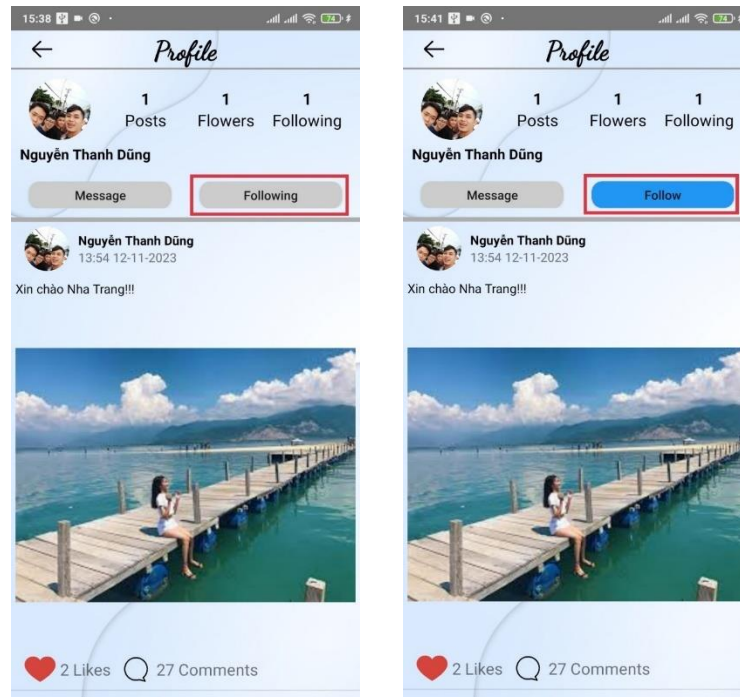 15:38
74
Profile
1 1 1
Posts Flowers Following
Nguyễn Thanh Dũng
Message Following
Nguyễn Thanh Dũng
13:54 12-11-2023
Xin chào Nha Trang!!!
2 Likes 27 Comments
15:41
74
Profile
1 1 1
Posts Flowers Following
Nguyễn Thanh Dũng
Message Follow
Nguyễn Thanh Dũng
13:54 12-11-2023
Xin chào Nha Trang!!!
2 Likes 27 Comments